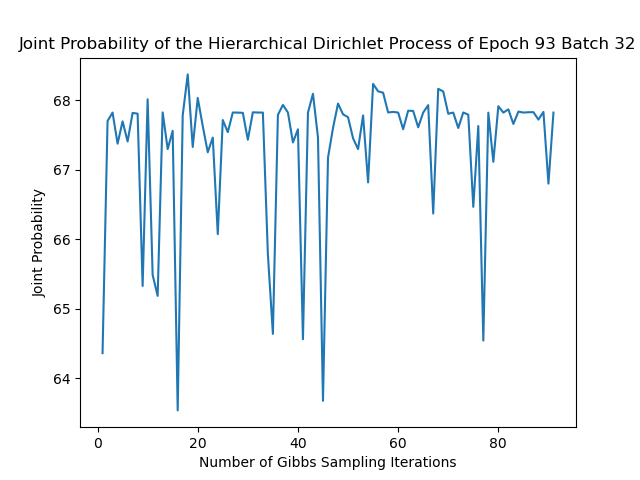 Joint Probability of the Hierarchical Dirichlet Process of Epoch 93 Batch 32
68
67
66
65
64
Joint Probability
0 20 40 60 80
Number of Gibbs Sampling Iterations